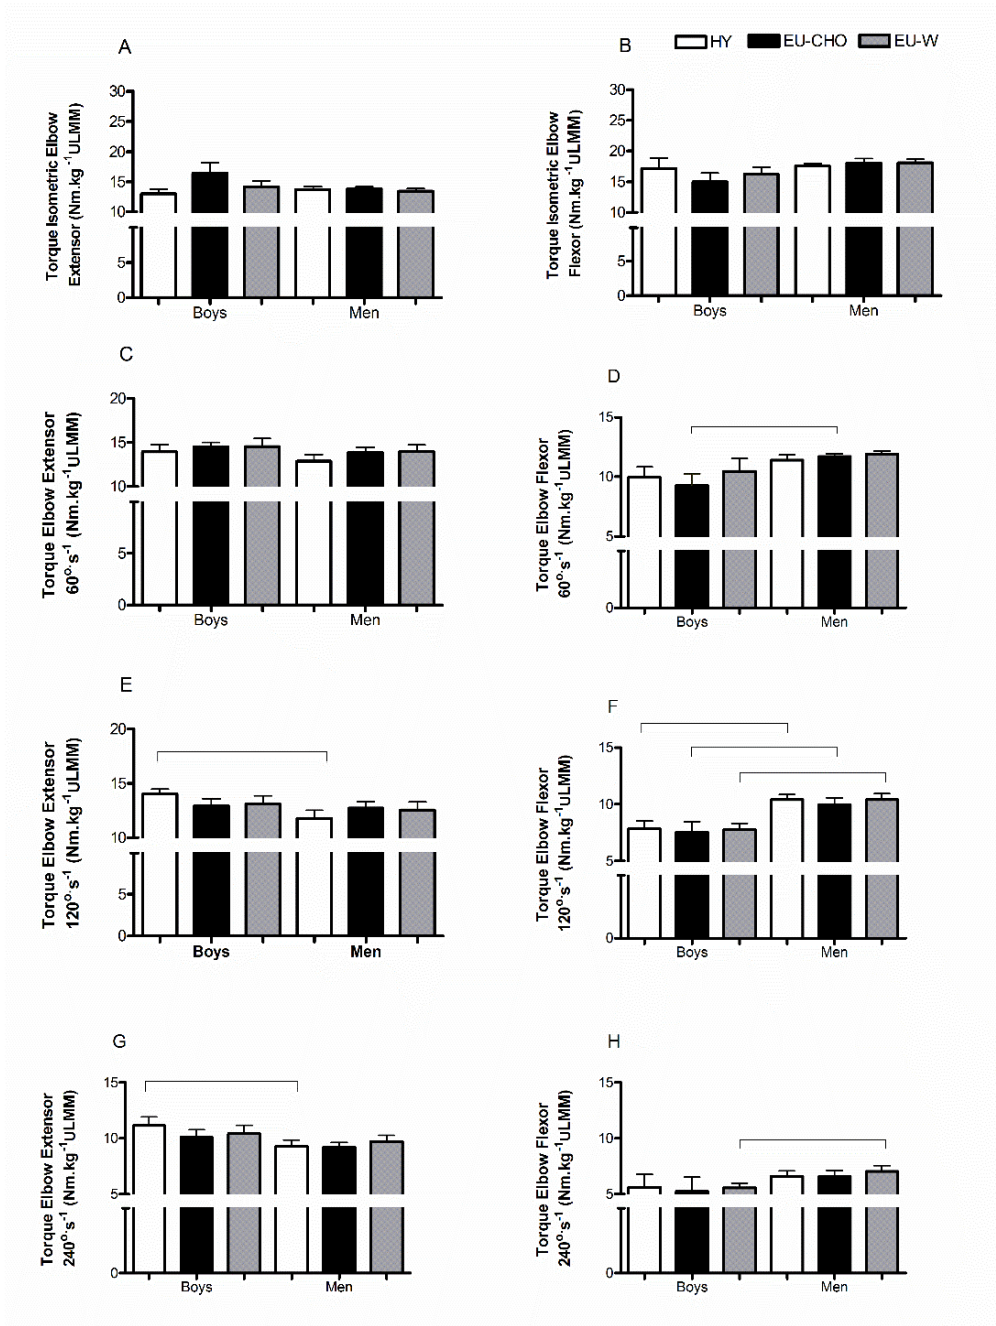 A
B
HY
EU-CHO
EU-W
Torque Isometric Elbow
Extensor (Nm.kg⁻¹ULMM)
30
25
20
15
10
5
0
Boys
Men
Torque Isometric Elbow
Flexor (Nm.kg⁻¹ULMM)
30
25
20
15
10
5
0
Boys
Men
C
Torque Elbow Extensor
60º·s⁻¹ (Nm.kg⁻¹ULMM)
20
15
10
5
0
Boys
Men
D
Torque Elbow Flexor
60º·s⁻¹ (Nm.kg⁻¹ULMM)
15
10
5
0
Boys
Men
E
Torque Elbow Extensor
120º·s⁻¹ (Nm.kg⁻¹ULMM)
20
15
10
5
0
Boys
Men
F
Torque Elbow Flexor
120º·s⁻¹ (Nm.kg⁻¹ULMM)
15
10
5
0
Boys
Men
G
Torque Elbow Extensor
240º·s⁻¹ (Nm.kg⁻¹ULMM)
15
10
5
0
Boys
Men
H
Torque Elbow Flexor
240º·s⁻¹ (Nm.kg⁻¹ULMM)
15
10
5
0
Boys
Men